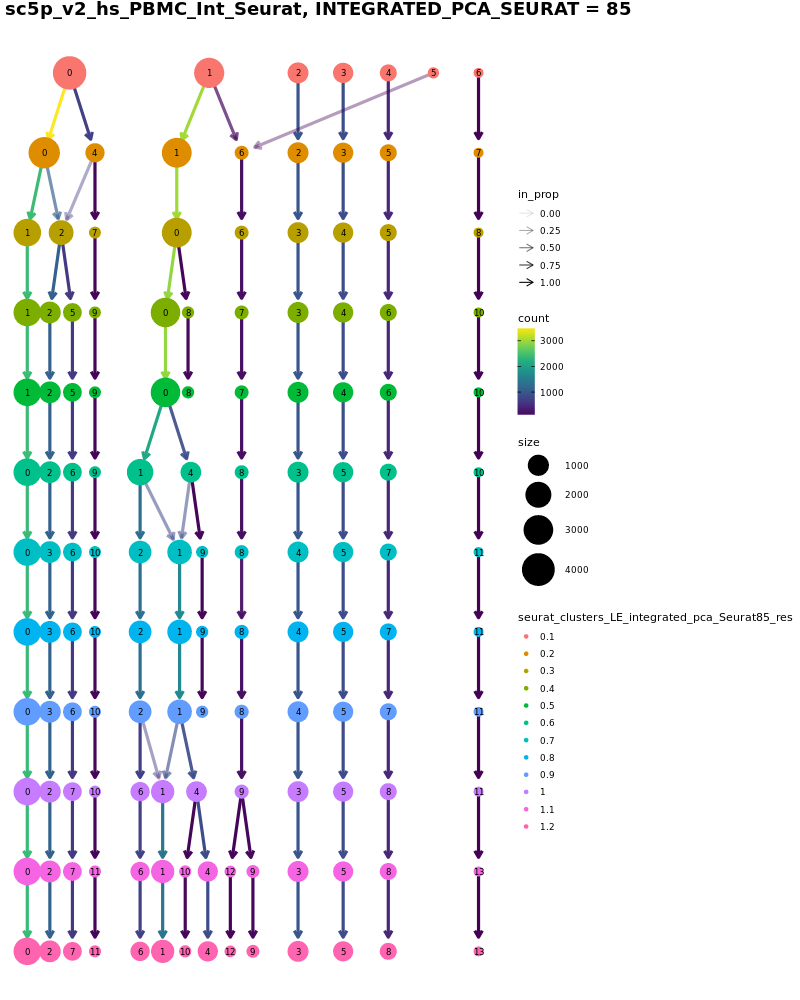 sc5p_v2_hs_PBMC_Int_Seurat, INTEGRATED_PCA_SEURAT = 85
0 1 2 3 4 5 6
0 4 1 6 2 3 5 7
1 2 7 0 6 3 4 5 8
1 2 5 9 0 8 7 3 4 6 10
1 2 5 9 0 8 7 3 4 6 10
0 2 6 9 1 4 8 3 5 7 10
0 3 6 10 2 1 9 8 4 5 7 11
0 3 6 10 2 1 9 8 4 5 7 11
0 3 6 10 2 1 9 8 4 5 7 11
0 2 7 10 6 1 4 9 3 5 8 11
0 2 7 11 6 1 10 4 12 9 3 5 8 13
0 2 7 11 6 1 10 4 12 9 3 5 8 13
in_prop
0.00
0.25
0.50
0.75
1.00
count
3000
2000
1000
size
1000
2000
3000
4000
seurat_clusters_LE_integrated_pca_Seurat85_res
0.1
0.2
0.3
0.4
0.5
0.6
0.7
0.8
0.9
1
1.1
1.2